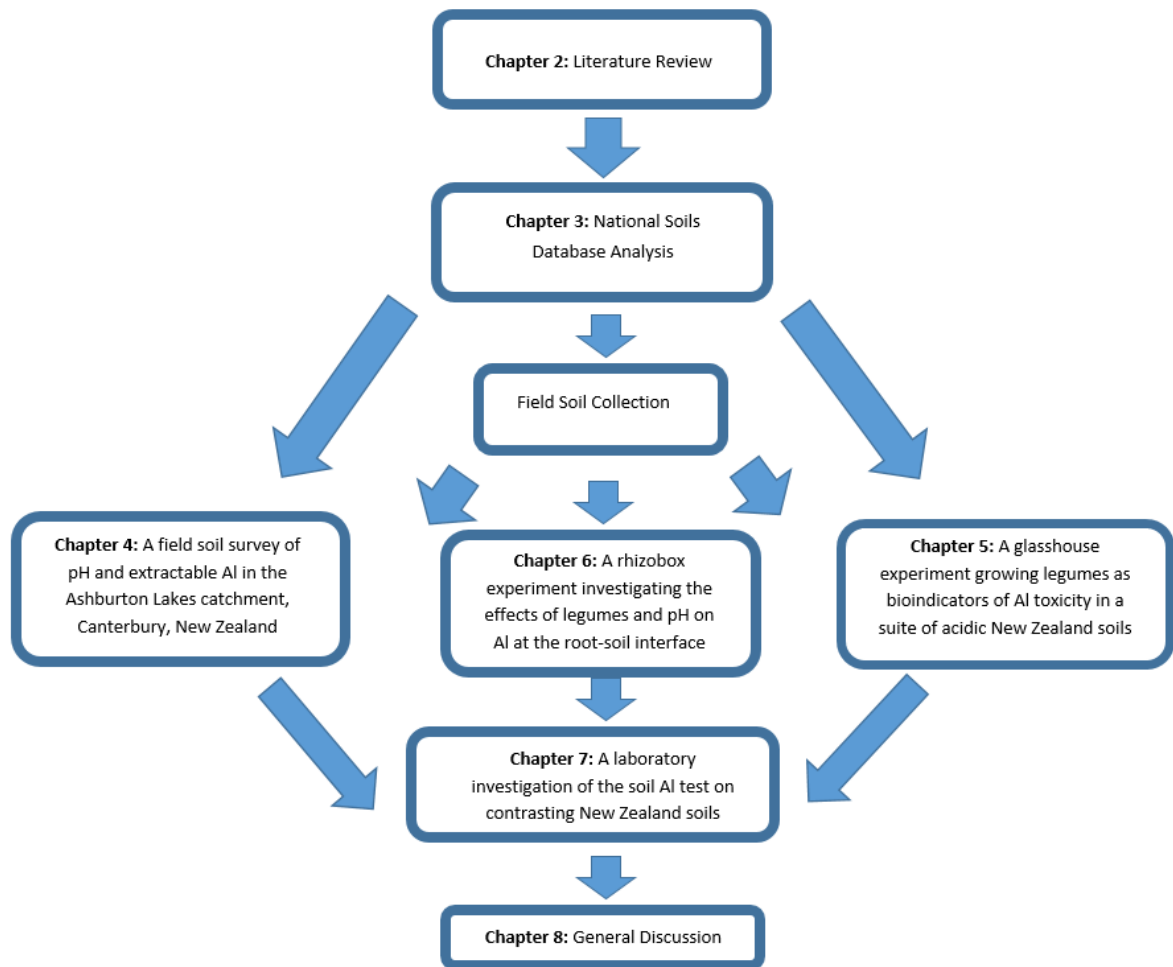 Chapter 2: Literature Review
Chapter 3: National Soils
Database Analysis
Field Soil Collection
Chapter 4: A field soil survey of
pH and extractable Al in the
Ashburton Lakes catchment,
Canterbury, New Zealand
Chapter 6: A rhizobox
experiment investigating the
effects of legumes and pH on
Al at the root-soil interface
Chapter 5: A glasshouse
experiment growing legumes as
bioindicators of Al toxicity in a
suite of acidic New Zealand soils
Chapter 7: A laboratory
investigation of the soil Al test on
contrasting New Zealand soils
Chapter 8: General Discussion